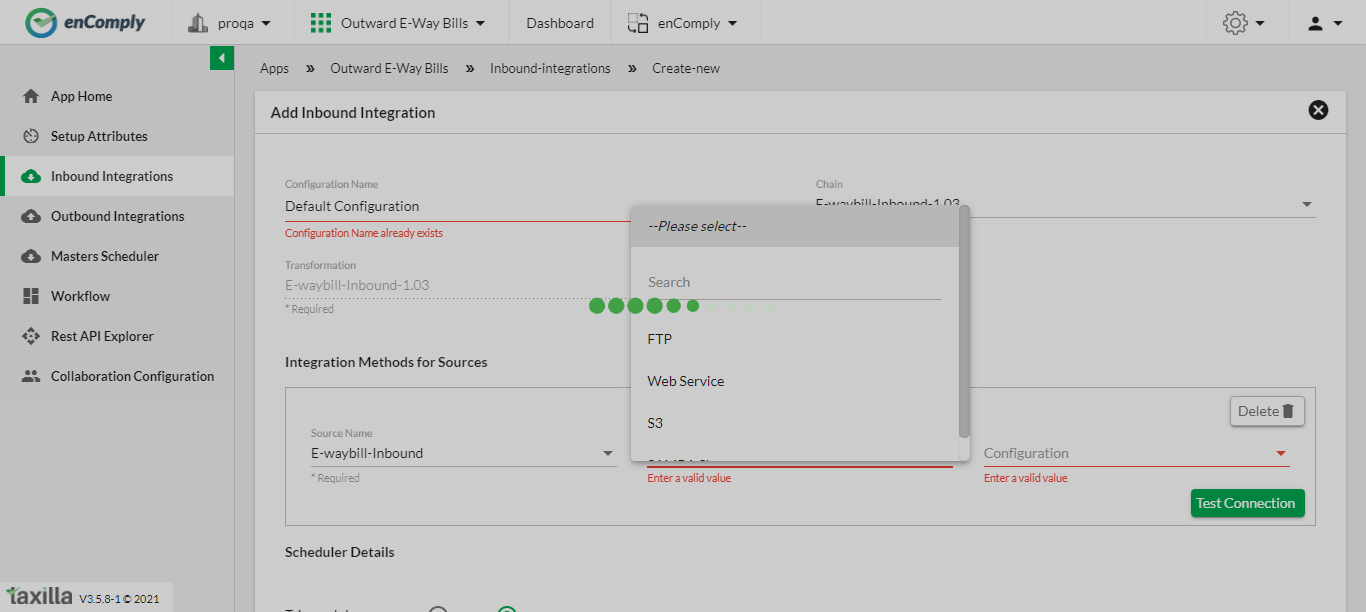 enComply
proqa
Outward E-Way Bills
Dashboard
enComply
Apps » Outward E-Way Bills » Inbound-integrations » Create-new
App Home
Setup Attributes
Inbound Integrations
Outbound Integrations
Masters Scheduler
Workflow
Rest API Explorer
Collaboration Configuration
Add Inbound Integration
Configuration Name
Default Configuration
Configuration Name already exists
Chain
E-waybill-Inbound-1.03
Transformation
E-waybill-Inbound-1.03
* Required
--Please select--
Search
FTP
Web Service
S3
Integration Methods for Sources
Delete
Source Name
E-waybill-Inbound
* Required
Enter a valid value
Configuration
Enter a valid value
Test Connection
Scheduler Details
taxilla V3.5.8-1 © 2021